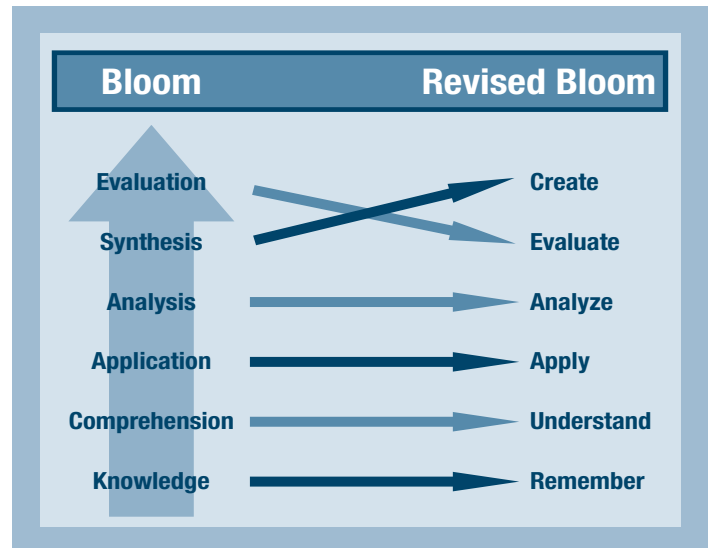 Bloom Revised Bloom
Evaluation Create
Synthesis Evaluate
Analysis Analyze
Application Apply
Comprehension Understand
Knowledge Remember